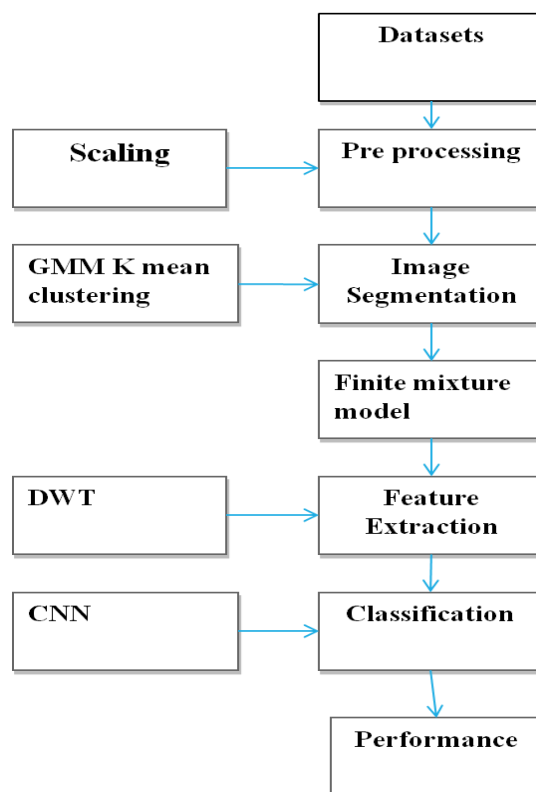 Datasets
Scaling
Pre processing
GMM K mean
clustering
Image
Segmentation
Finite mixture
model
DWT
Feature
Extraction
CNN
Classification
Performance